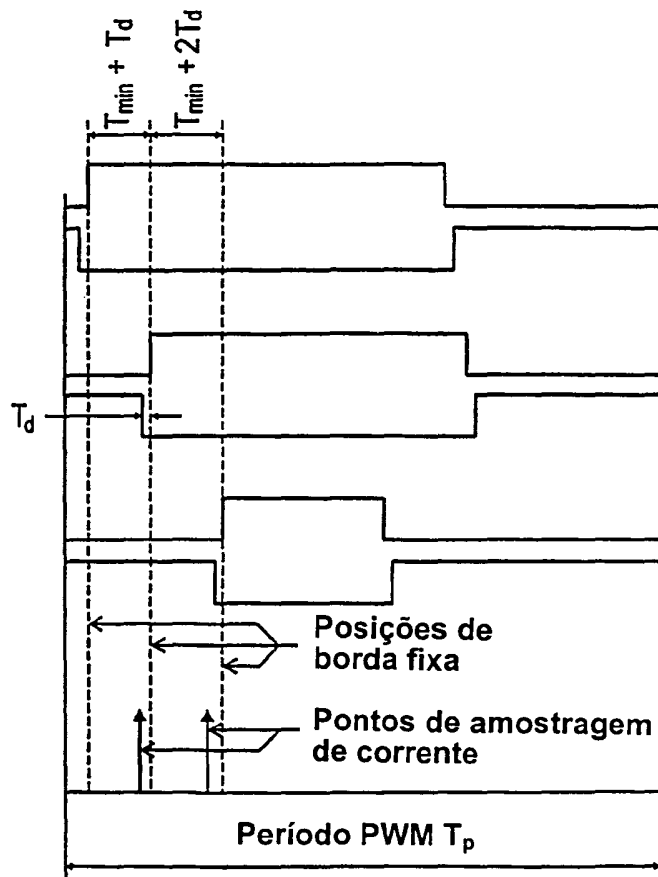 T_min + T_d
T_min + 2T_d
T_d
Posições de
borda fixa
Pontos de amostragem
de corrente
Período PWM T_p